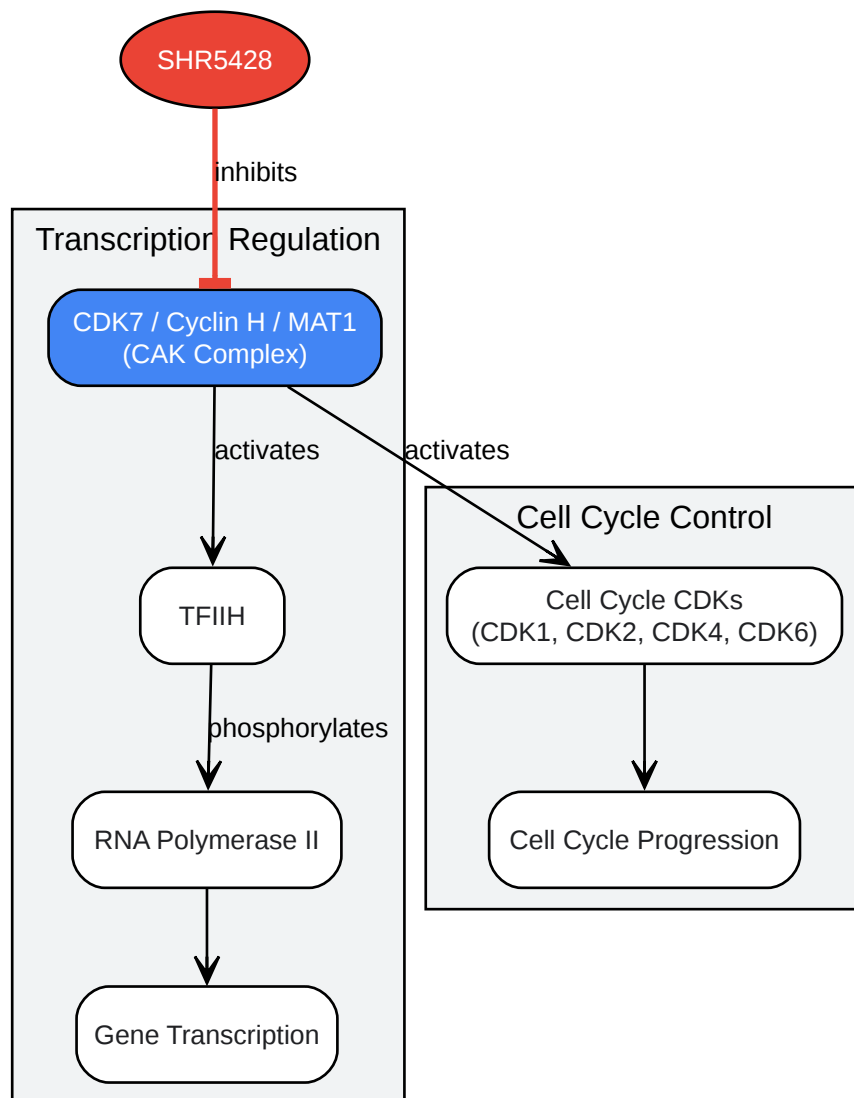 SHR5428
inhibits
Transcription Regulation
CDK7 / Cyclin H / MAT1
(CAK Complex)
activates
activates
Cell Cycle Control
TFIIH
Cell Cycle CDKs
(CDK1, CDK2, CDK4, CDK6)
phosphorylates
RNA Polymerase II
Cell Cycle Progression
Gene Transcription